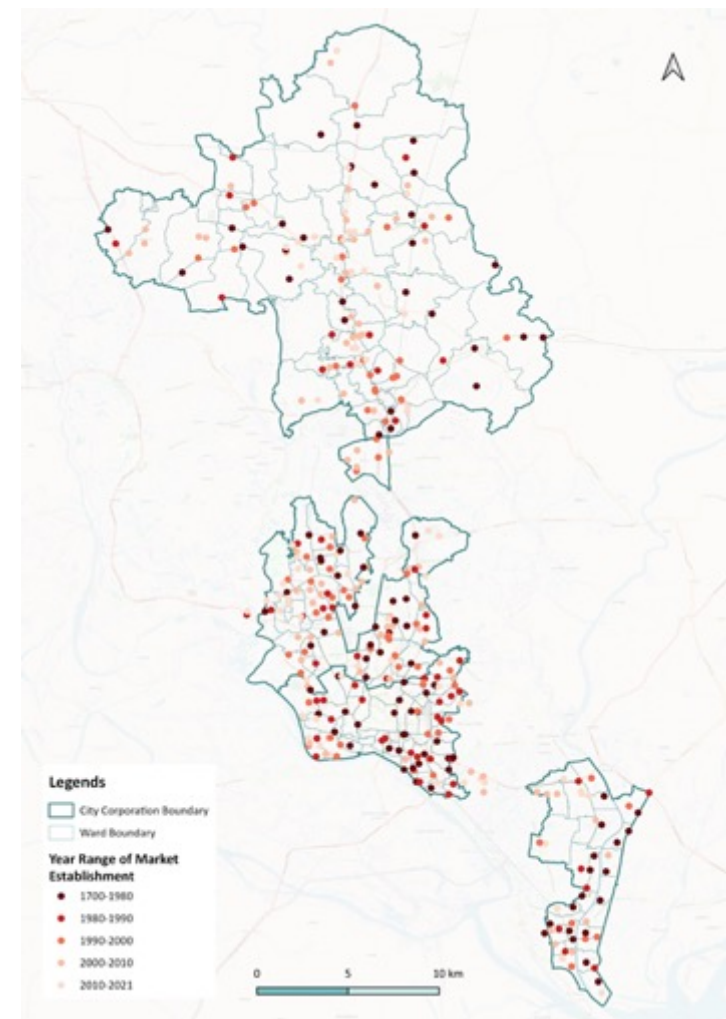 Legends
City Corporation Boundary
Ward Boundary
Year Range of Market
Establishment
1700-1980
1980-1990
1990-2000
2000-2010
2010-2021
0 5 10 km